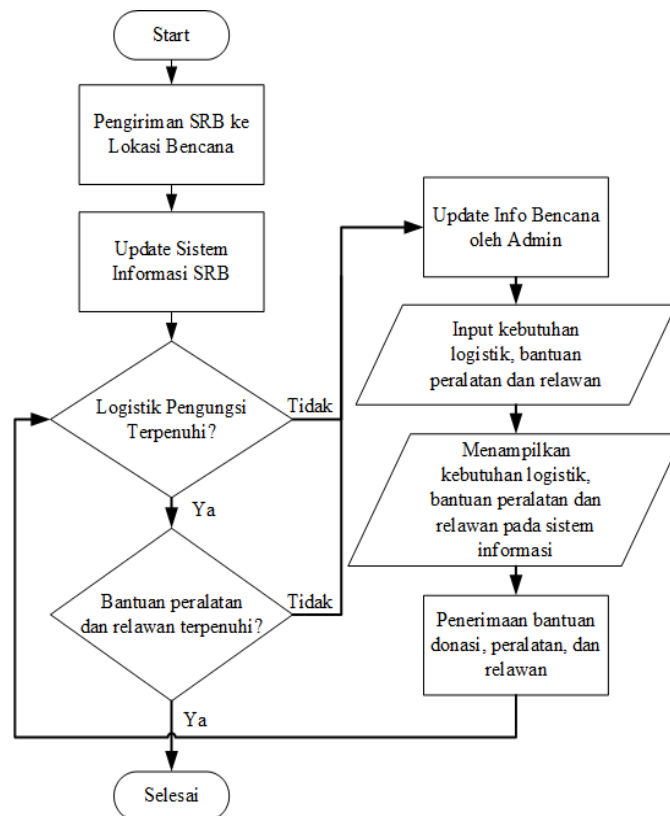 Start
Pengiriman SRB ke
Lokasi Bencana
Update Sistem
Informasi SRB
Logistik Pengungsi
Terpenuhi?
Tidak
Ya
Bantuan peralatan
dan relawan terpenuhi?
Tidak
Ya
Selesai
Update Info Bencana
oleh Admin
Input kebutuhan
logistik, bantuan
peralatan dan relawan
Menampilkan
kebutuhan logistik,
bantuan peralatan dan
relawan pada sistem
informasi
Penerimaan bantuan
donasi, peralatan, dan
relawan